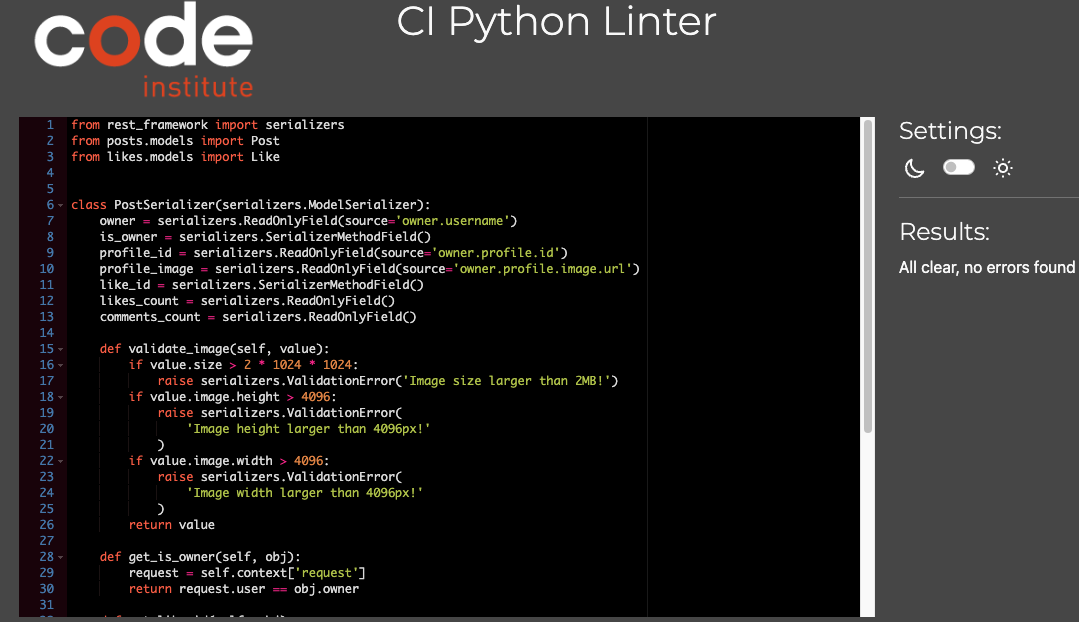 code
institute
CI Python Linter
1 from rest_framework import serializers
2 from posts.models import Post
3 from likes.models import Like
4
5
6 class PostSerializer(serializers.ModelSerializer):
7     owner = serializers.ReadOnlyField(source='owner.username')
8     is_owner = serializers.SerializerMethodField()
9     profile_id = serializers.ReadOnlyField(source='owner.profile.id')
10     profile_image = serializers.ReadOnlyField(source='owner.profile.image.url')
11     like_id = serializers.SerializerMethodField()
12     likes_count = serializers.ReadOnlyField()
13     comments_count = serializers.ReadOnlyField()
14
15     def validate_image(self, value):
16         if value.size > 2 * 1024 * 1024:
17             raise serializers.ValidationError('Image size larger than 2MB!')
18         if value.image.height > 4096:
19             raise serializers.ValidationError(
20                 'Image height larger than 4096px!'
21             )
22         if value.image.width > 4096:
23             raise serializers.ValidationError(
24                 'Image width larger than 4096px!'
25             )
26         return value
27
28     def get_is_owner(self, obj):
29         request = self.context['request']
30         return request.user == obj.owner
31
Settings:
Results:
All clear, no errors found